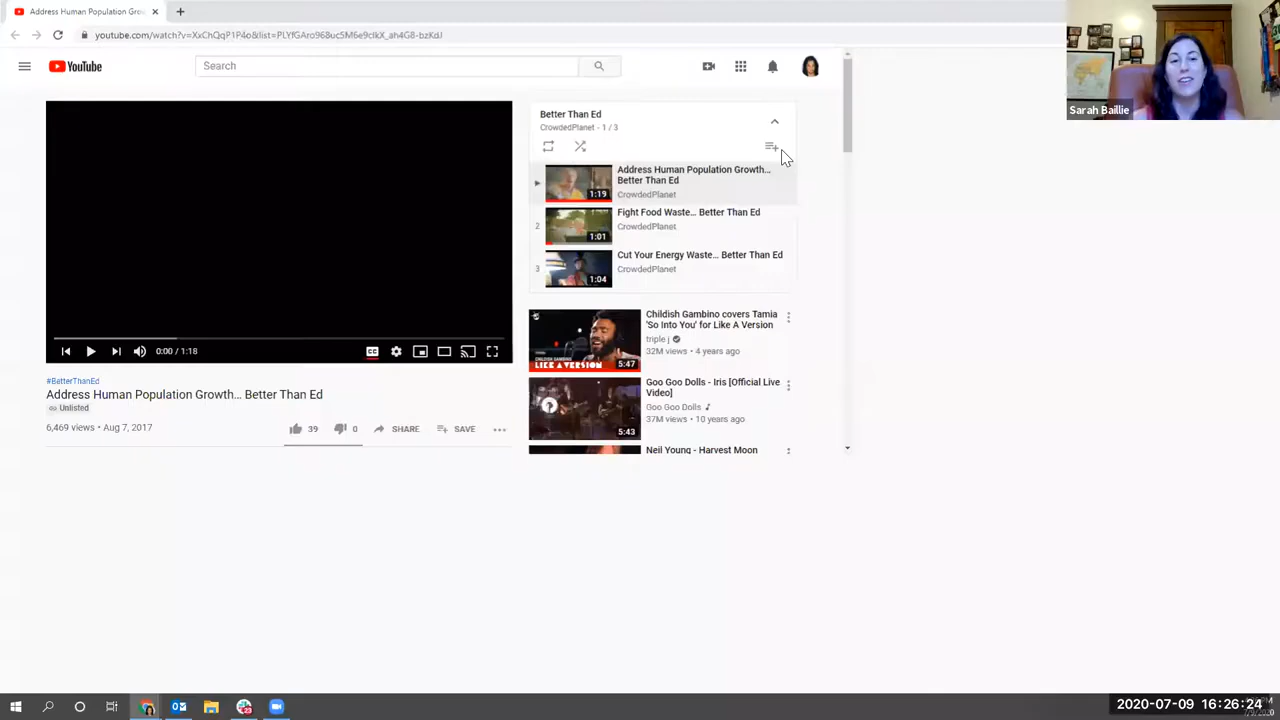 Address Human Population Grow
youtube.com/watch?v=XxChQqP1P4o&list=PLYfGAro968uc5M6e9clkX_ah4G8-bzKdJ
YouTube
Search
Sarah Baillie
Better Than Ed
CrowdedPlanet - 1 / 3
Address Human Population Growth...
Better Than Ed
CrowdedPlanet
1:19
2
Fight Food Waste... Better Than Ed
CrowdedPlanet
1:01
3
Cut Your Energy Waste... Better Than Ed
CrowdedPlanet
1:04
0:00 / 1:18
#BetterThanEd
Address Human Population Growth... Better Than Ed
Unlisted
6,469 views • Aug 7, 2017
39
0
SHARE
SAVE
Childish Gambino covers Tamia
'So Into You' for Like A Version
triple j
32M views • 4 years ago
LIKE A VERSION
5:47
Goo Goo Dolls - Iris [Official Live
Video]
Goo Goo Dolls
37M views • 10 years ago
5:43
Neil Young - Harvest Moon
2020-07-09 16:26:24